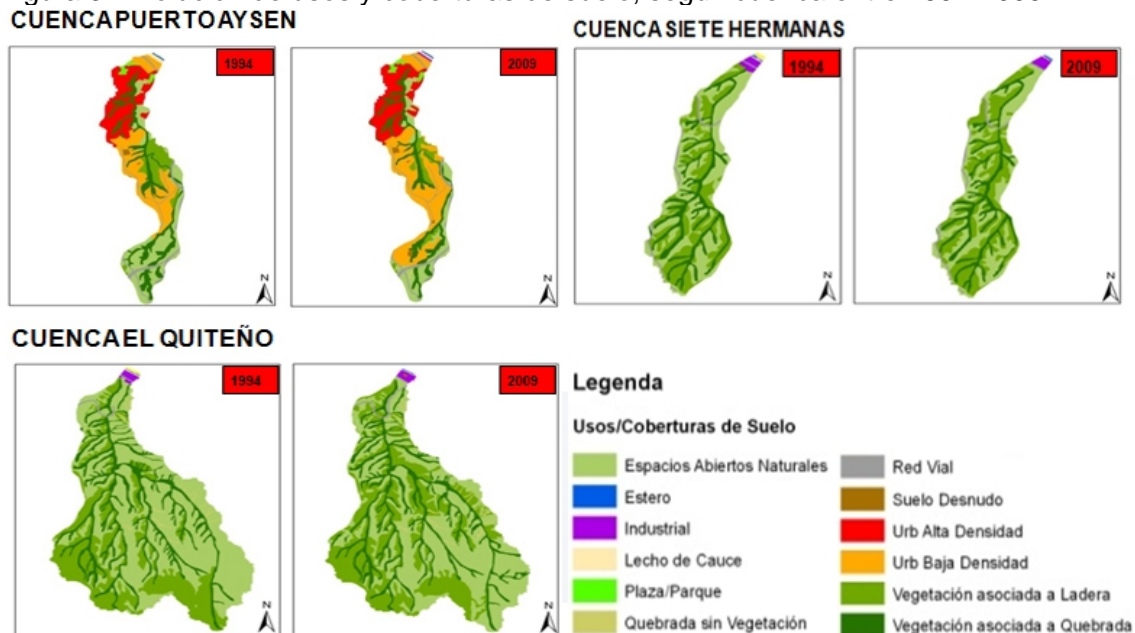 CUENCA PUERTO AYSEN
CUENCA SIETE HERMANAS
1994
2009
1994
2009
N
N
N
N
CUENCA EL QUITEÑO
1994
2009
N
N
Legenda
Usos/Coberturas de Suelo
Espacios Abiertos Naturales
Estero
Industrial
Lecho de Cauce
Plaza/Parque
Quebrada sin Vegetación
Red Vial
Suelo Desnudo
Urb Alta Densidad
Urb Baja Densidad
Vegetación asociada a Ladera
Vegetación asociada a Quebrada